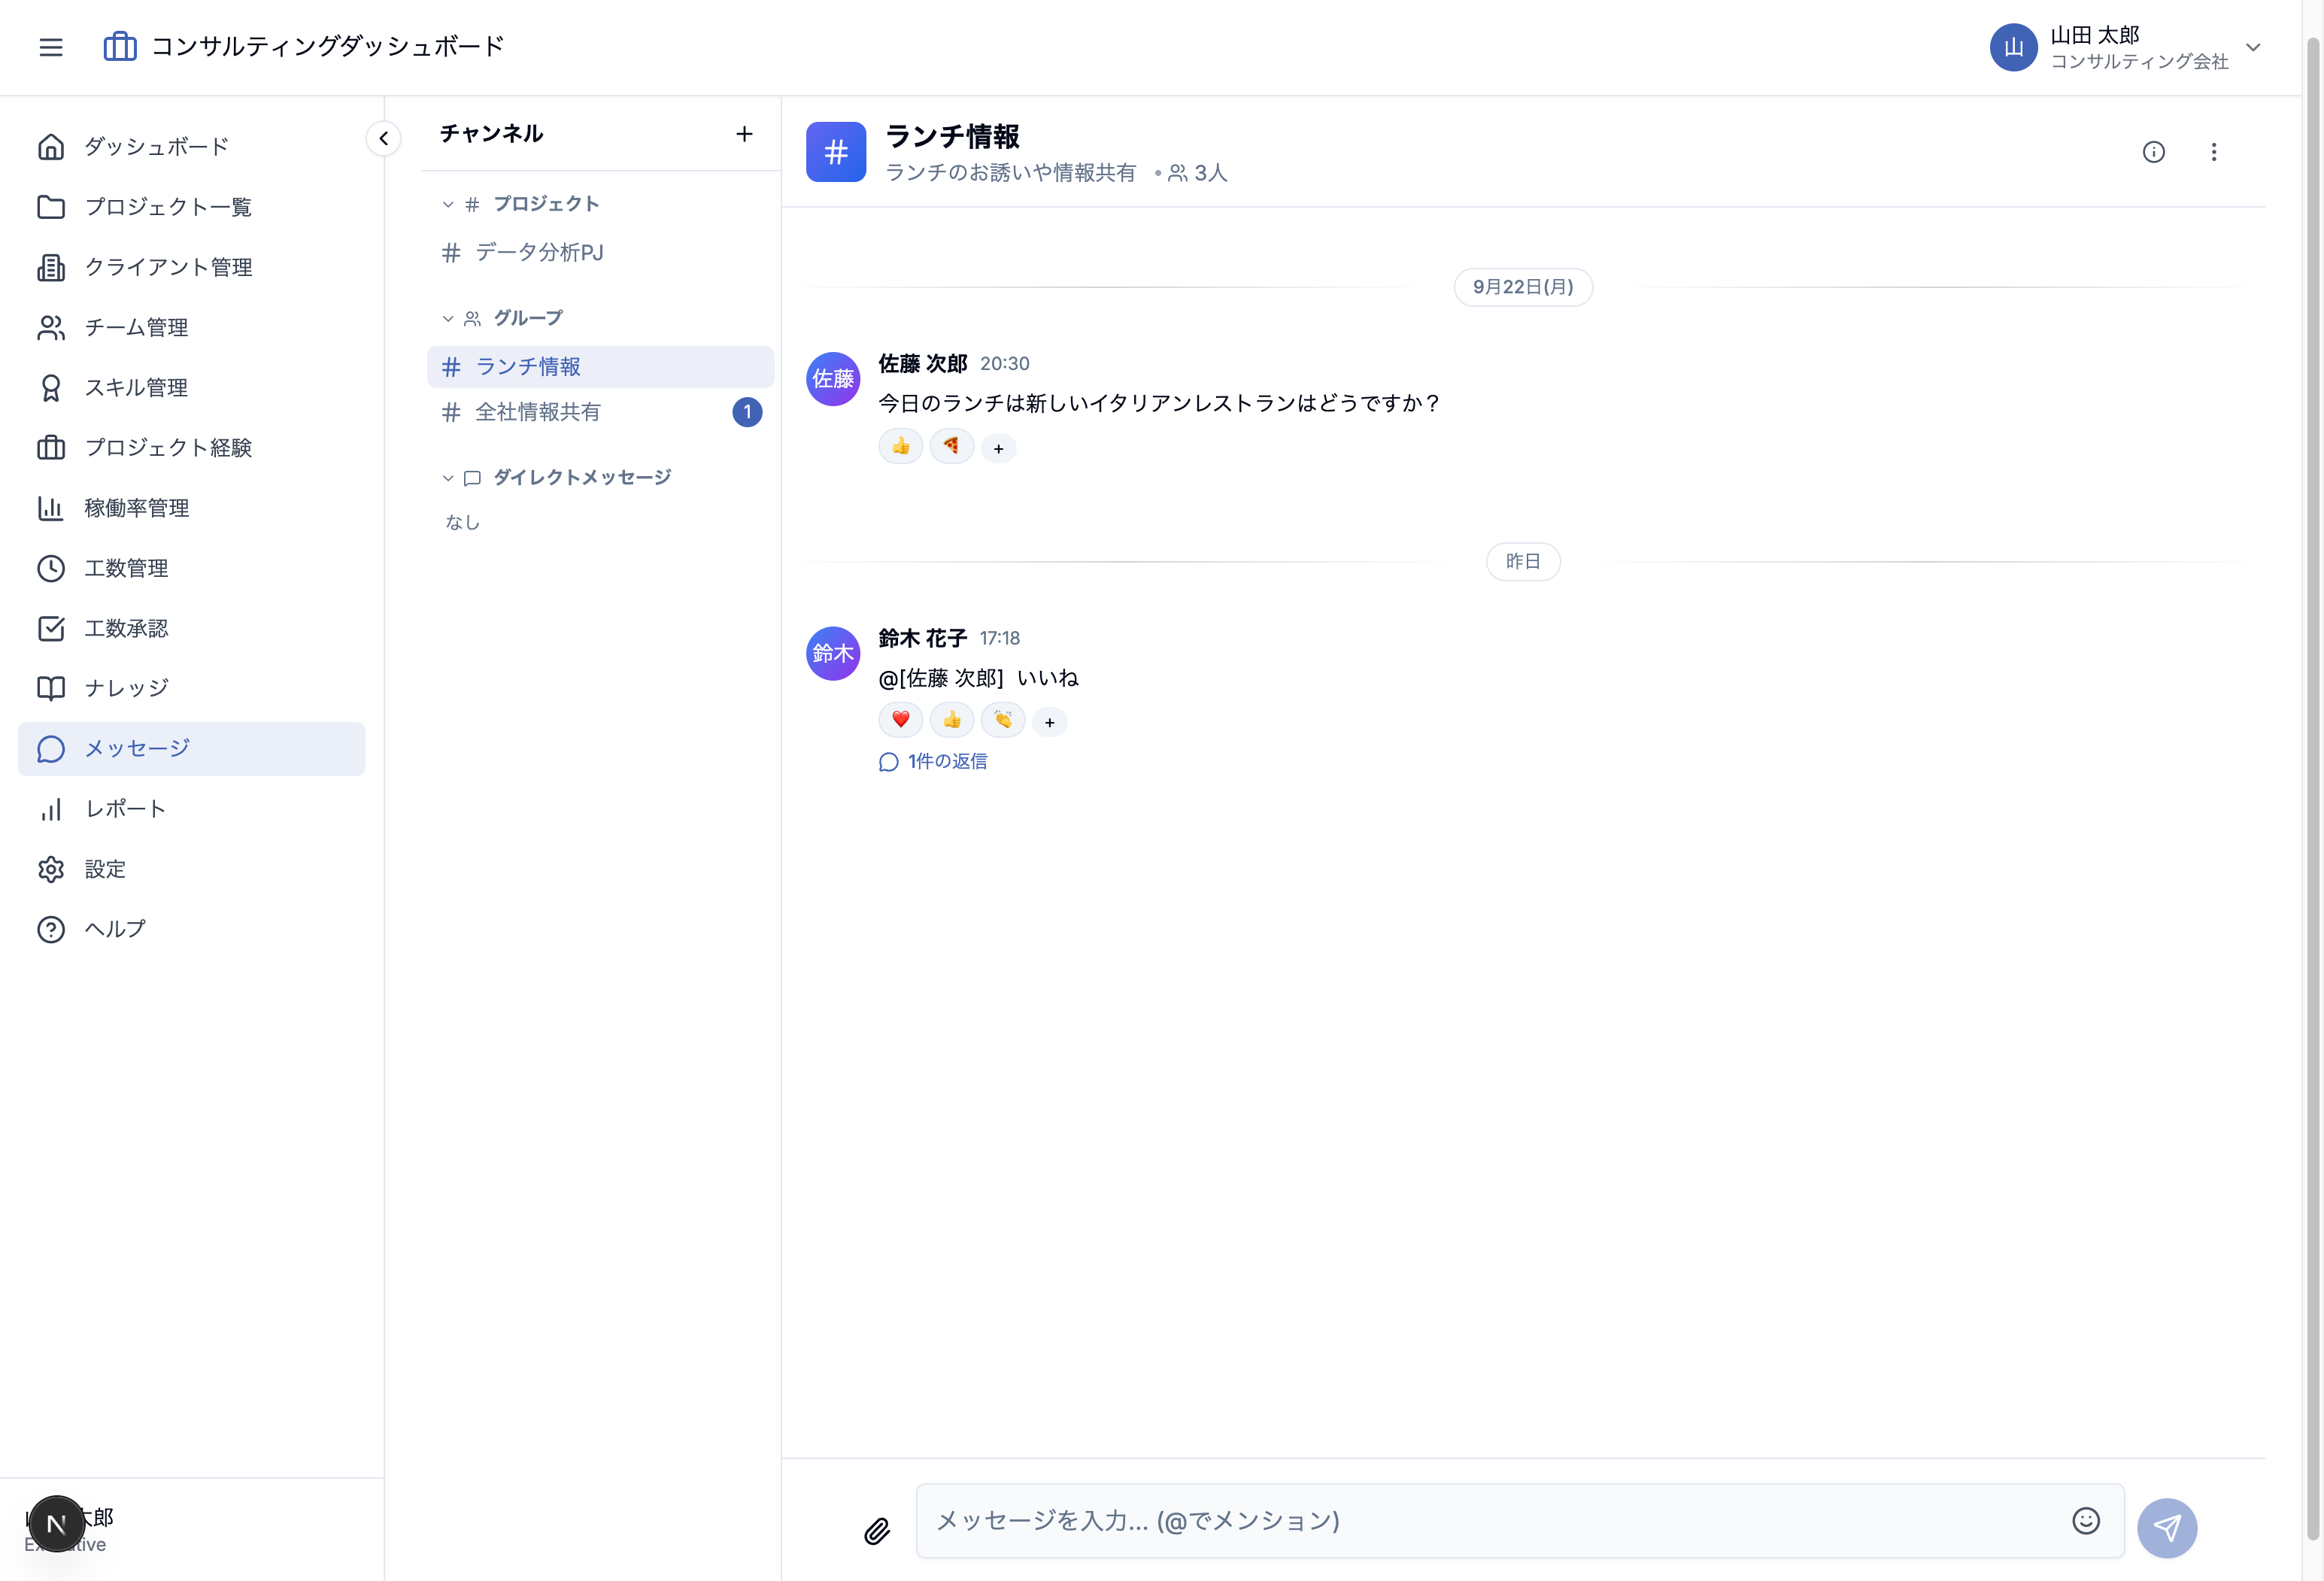 コンサルティングダッシュボード
山
山田 太郎
コンサルティング会社
ダッシュボード
プロジェクト一覧
クライアント管理
チーム管理
スキル管理
プロジェクト経験
稼働率管理
工数管理
工数承認
ナレッジ
メッセージ
レポート
設定
ヘルプ
太郎
N
チャンネル
プロジェクト
データ分析PJ
グループ
ランチ情報
全社情報共有
1
ダイレクトメッセージ
なし
ランチ情報
ランチのお誘いや情報共有 • 3人
9月22日(月)
佐藤
佐藤 次郎 20:30
今日のランチは新しいイタリアンレストランはどうですか？
👍 🍕 +
昨日
鈴木
鈴木 花子 17:18
@[佐藤 次郎] いいね
❤️ 👍 👏 +
1件の返信
メッセージを入力... (@でメンション)